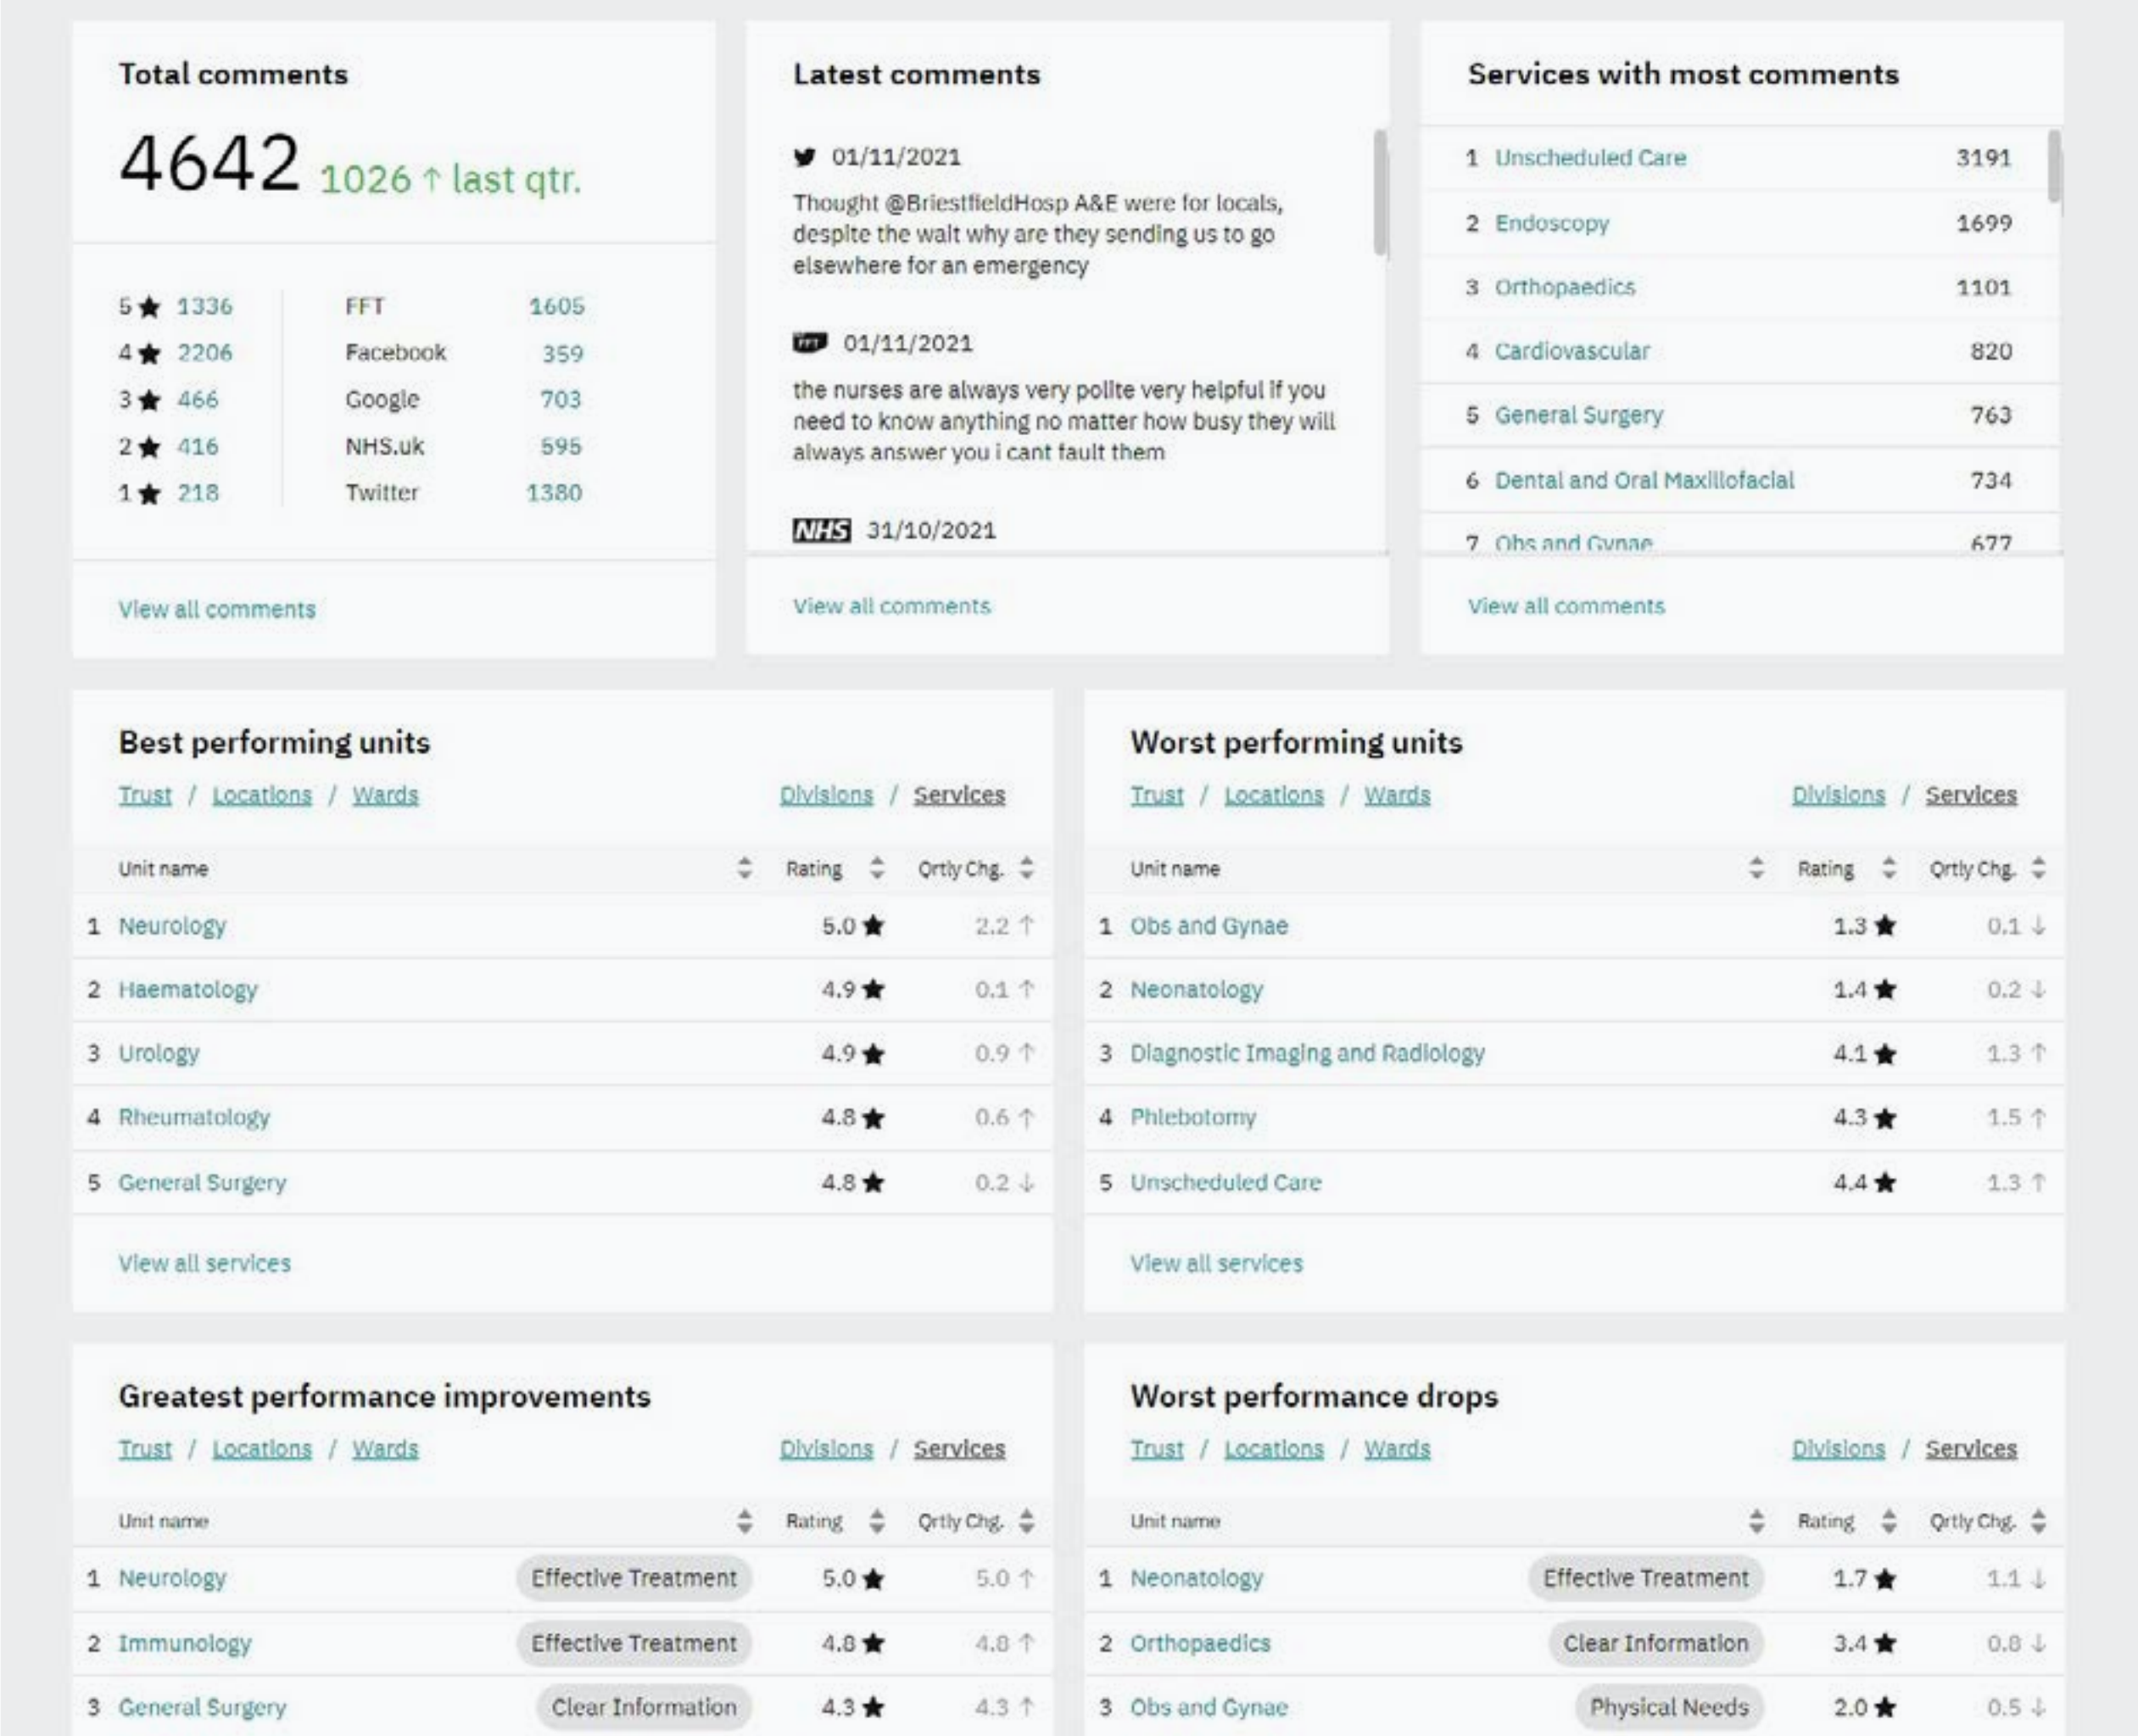 Total comments
4642 1026 ↑ last qtr.
5 ★ 1336 FFT 1605
4 ★ 2206 Facebook 359
3 ★ 466 Google 703
2 ★ 416 NHS.uk 595
1 ★ 218 Twitter 1380
View all comments
Latest comments
01/11/2021
Thought @BriestfieldHosp A&E were for locals,
despite the wait why are they sending us to go
elsewhere for an emergency
FFT 01/11/2021
the nurses are always very polite very helpful if you
need to know anything no matter how busy they will
always answer you i cant fault them
NHS 31/10/2021
View all comments
Services with most comments
1 Unscheduled Care 3191
2 Endoscopy 1699
3 Orthopaedics 1101
4 Cardiovascular 820
5 General Surgery 763
6 Dental and Oral Maxillofacial 734
7 Obs and Gynae 677
View all comments
Best performing units
Trust / Locations / Wards Divisions / Services
Unit name Rating Qrtly Chg.
1 Neurology 5.0 ★ 2.2 ↑
2 Haematology 4.9 ★ 0.1 ↑
3 Urology 4.9 ★ 0.9 ↑
4 Rheumatology 4.8 ★ 0.6 ↑
5 General Surgery 4.8 ★ 0.2 ↓
View all services
Worst performing units
Trust / Locations / Wards Divisions / Services
Unit name Rating Qrtly Chg.
1 Obs and Gynae 1.3 ★ 0.1 ↓
2 Neonatology 1.4 ★ 0.2 ↓
3 Diagnostic Imaging and Radiology 4.1 ★ 1.3 ↑
4 Phlebotomy 4.3 ★ 1.5 ↑
5 Unscheduled Care 4.4 ★ 1.3 ↑
View all services
Greatest performance improvements
Trust / Locations / Wards Divisions / Services
Unit name Rating Qrtly Chg.
1 Neurology Effective Treatment 5.0 ★ 5.0 ↑
2 Immunology Effective Treatment 4.8 ★ 4.8 ↑
3 General Surgery Clear Information 4.3 ★ 4.3 ↑
Worst performance drops
Trust / Locations / Wards Divisions / Services
Unit name Rating Qrtly Chg.
1 Neonatology Effective Treatment 1.7 ★ 1.1 ↓
2 Orthopaedics Clear Information 3.4 ★ 0.8 ↓
3 Obs and Gynae Physical Needs 2.0 ★ 0.5 ↓